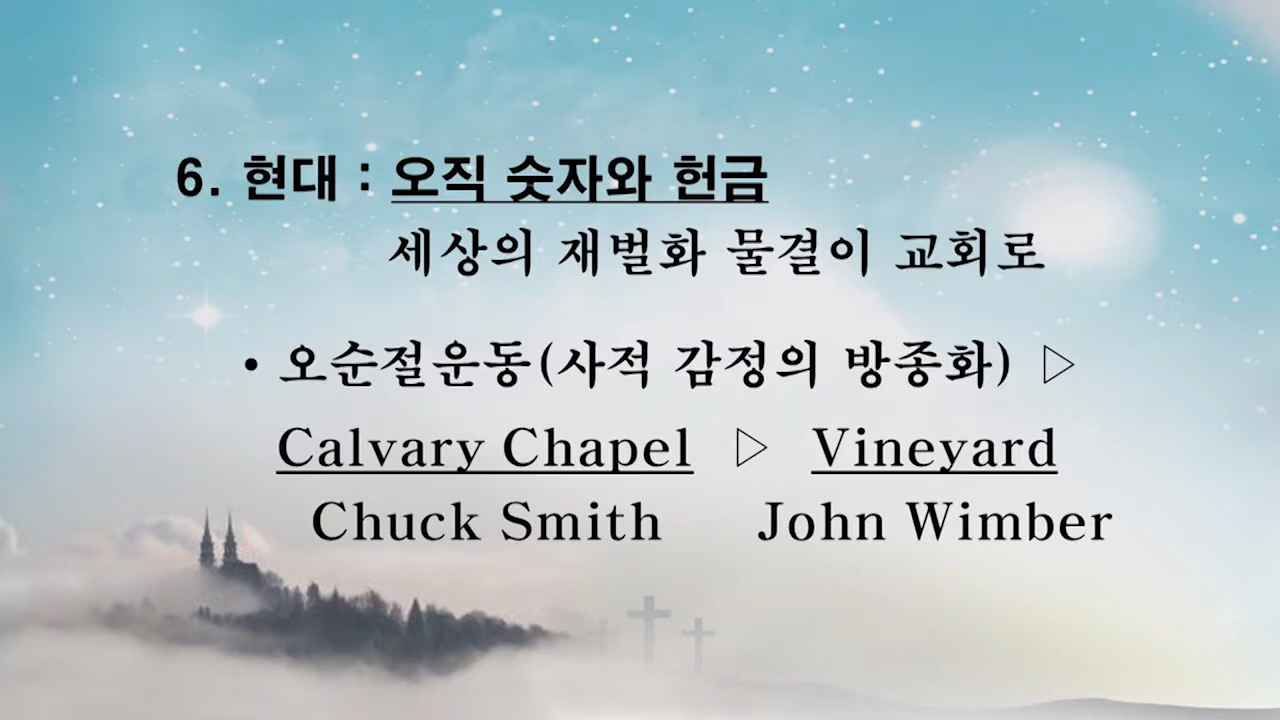 6. 현대 : 오직 숫자와 헌금
세상의 재벌화 물결이 교회로
• 오순절운동(사적 감정의 방종화) ▷
Calvary Chapel ▷ Vineyard
Chuck Smith John Wimber